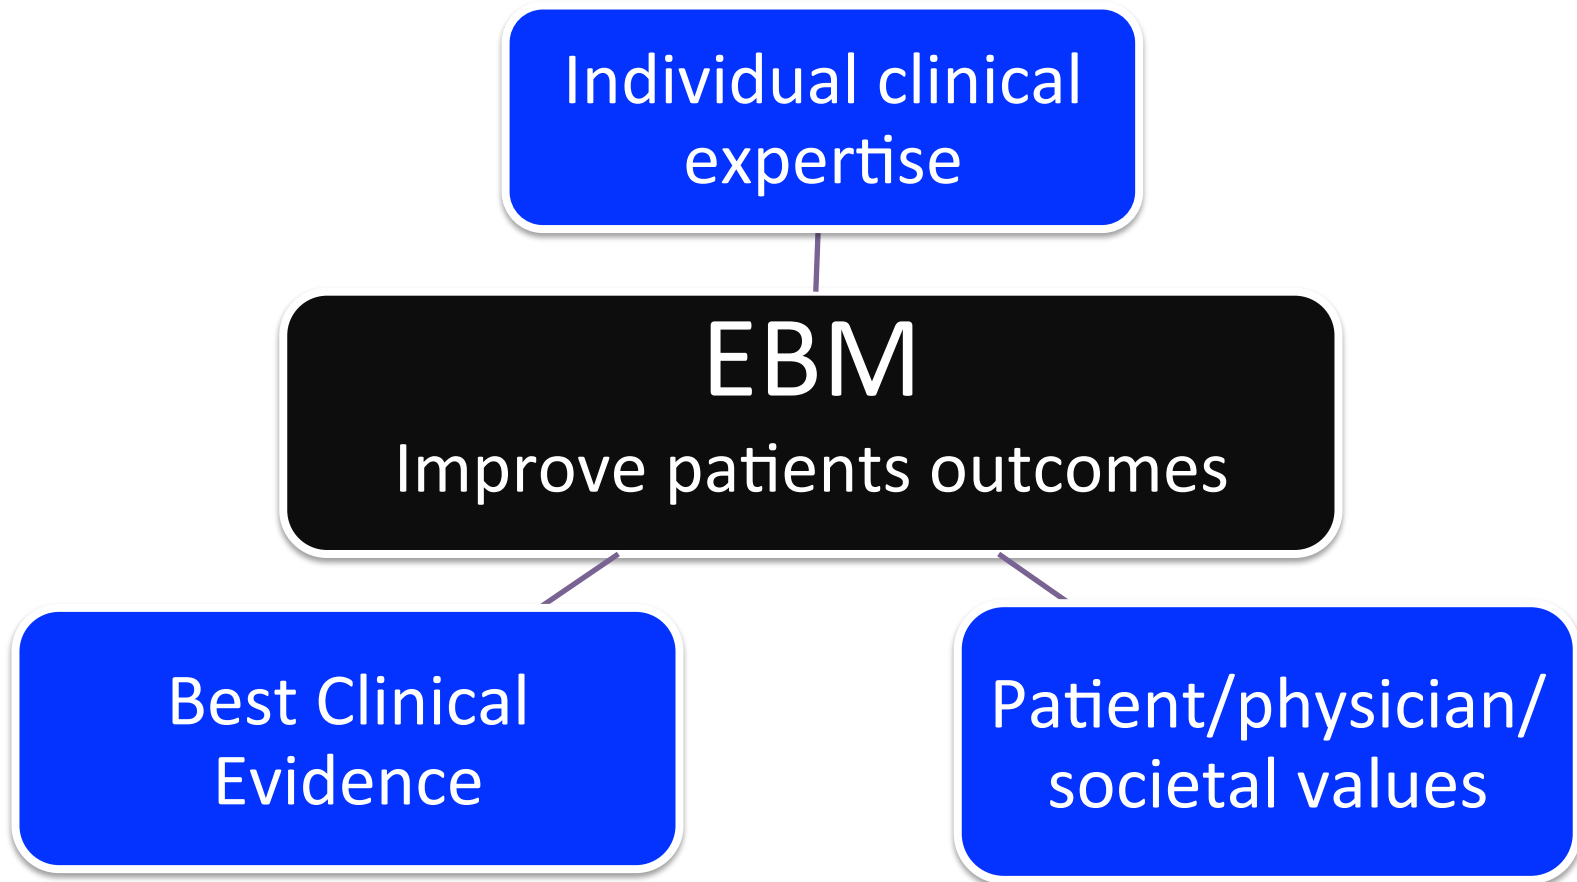 Individual clinical
expertise
EBM
Improve patients outcomes
Best Clinical
Evidence
Patient/physician/
societal values